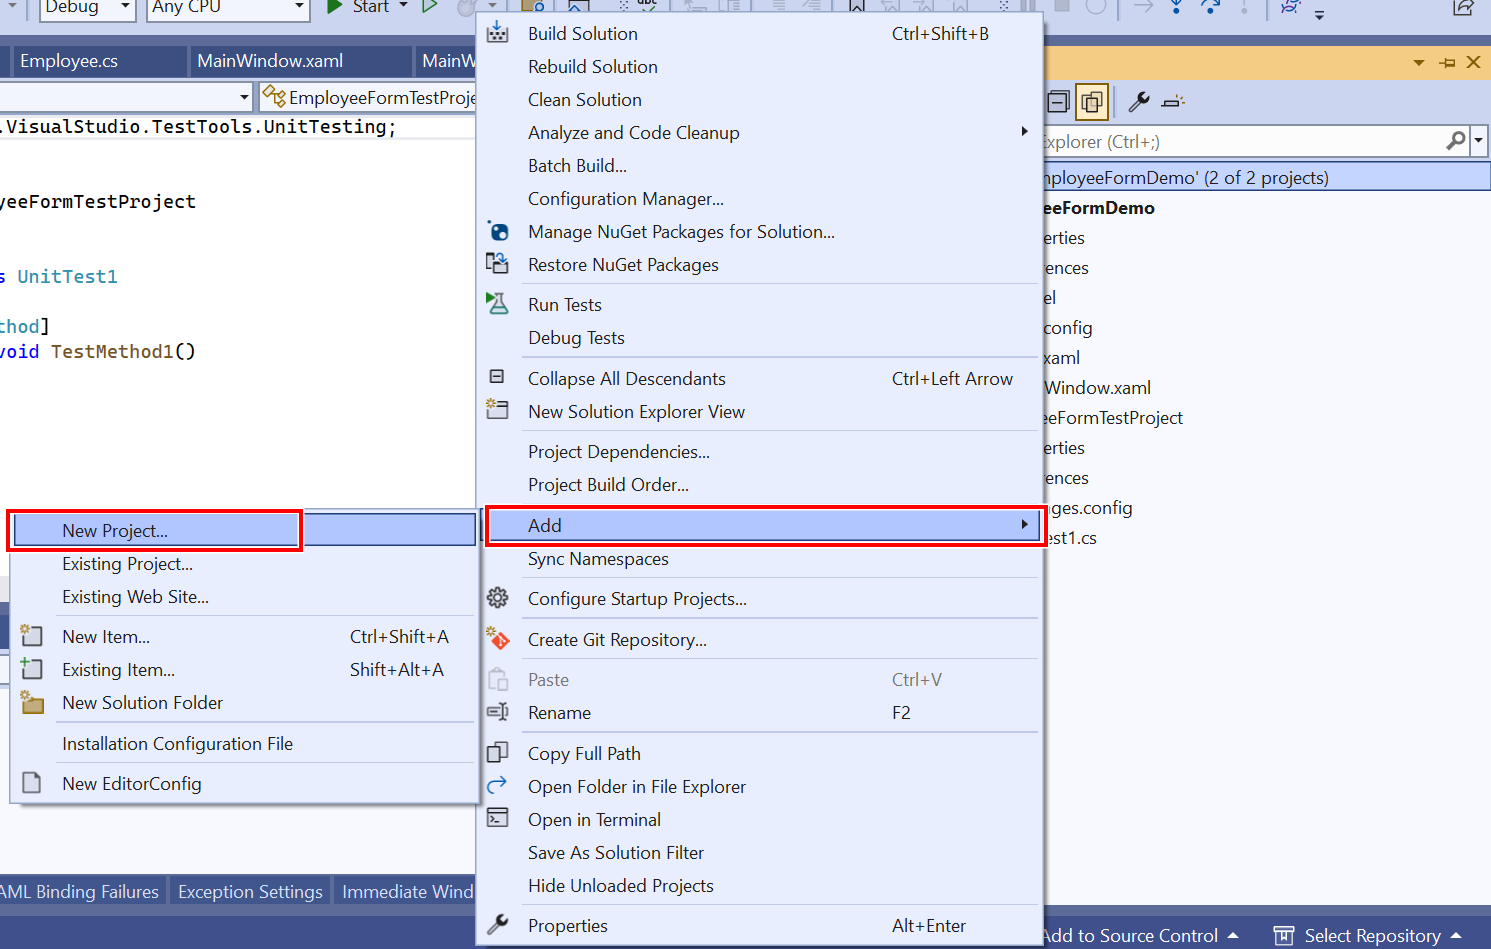 Debug
Any CPU
Start
abc
Employee.cs
MainWindow.xaml
MainW
EmployeeFormTestProje
.VisualStudio.TestTools.UnitTesting;
yeeFormTestProject
s UnitTest1
thod]
void TestMethod1()
Build Solution Ctrl+Shift+B
Rebuild Solution
Clean Solution
Analyze and Code Cleanup
Batch Build...
Configuration Manager...
Manage NuGet Packages for Solution...
Restore NuGet Packages
Run Tests
Debug Tests
Collapse All Descendants Ctrl+Left Arrow
New Solution Explorer View
Project Dependencies...
Project Build Order...
Add
Sync Namespaces
Configure Startup Projects...
Create Git Repository...
Paste Ctrl+V
Rename F2
Copy Full Path
Open Folder in File Explorer
Open in Terminal
Save As Solution Filter
Hide Unloaded Projects
Properties Alt+Enter
New Project...
Existing Project...
Existing Web Site...
New Item... Ctrl+Shift+A
Existing Item... Shift+Alt+A
New Solution Folder
Installation Configuration File
New EditorConfig
Explorer (Ctrl+;)
mployeeFormDemo' (2 of 2 projects)
eeFormDemo
erties
ences
el
config
xaml
Window.xaml
eeFormTestProject
erties
ences
ages.config
est1.cs
AML Binding Failures
Exception Settings
Immediate Wind
Add to Source Control
Select Repository